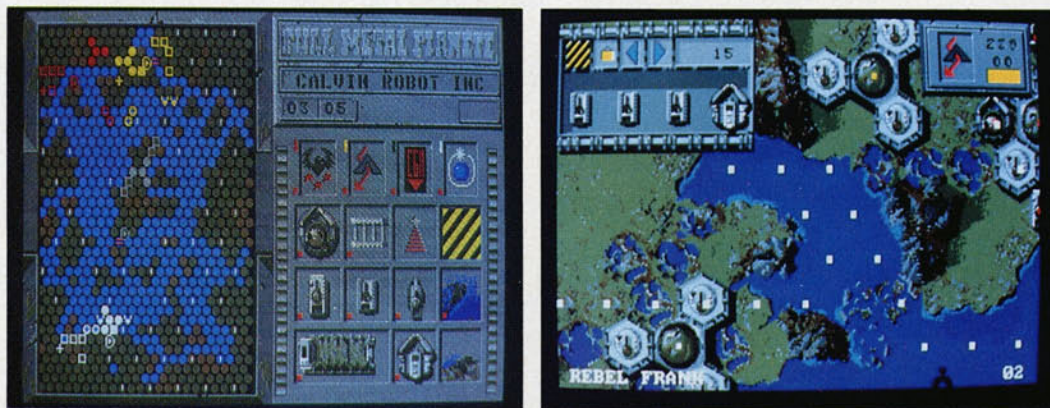 FULL METAL PLANETE
CALVIN ROBOT INC
03 05
15
REBEL FRANK
02